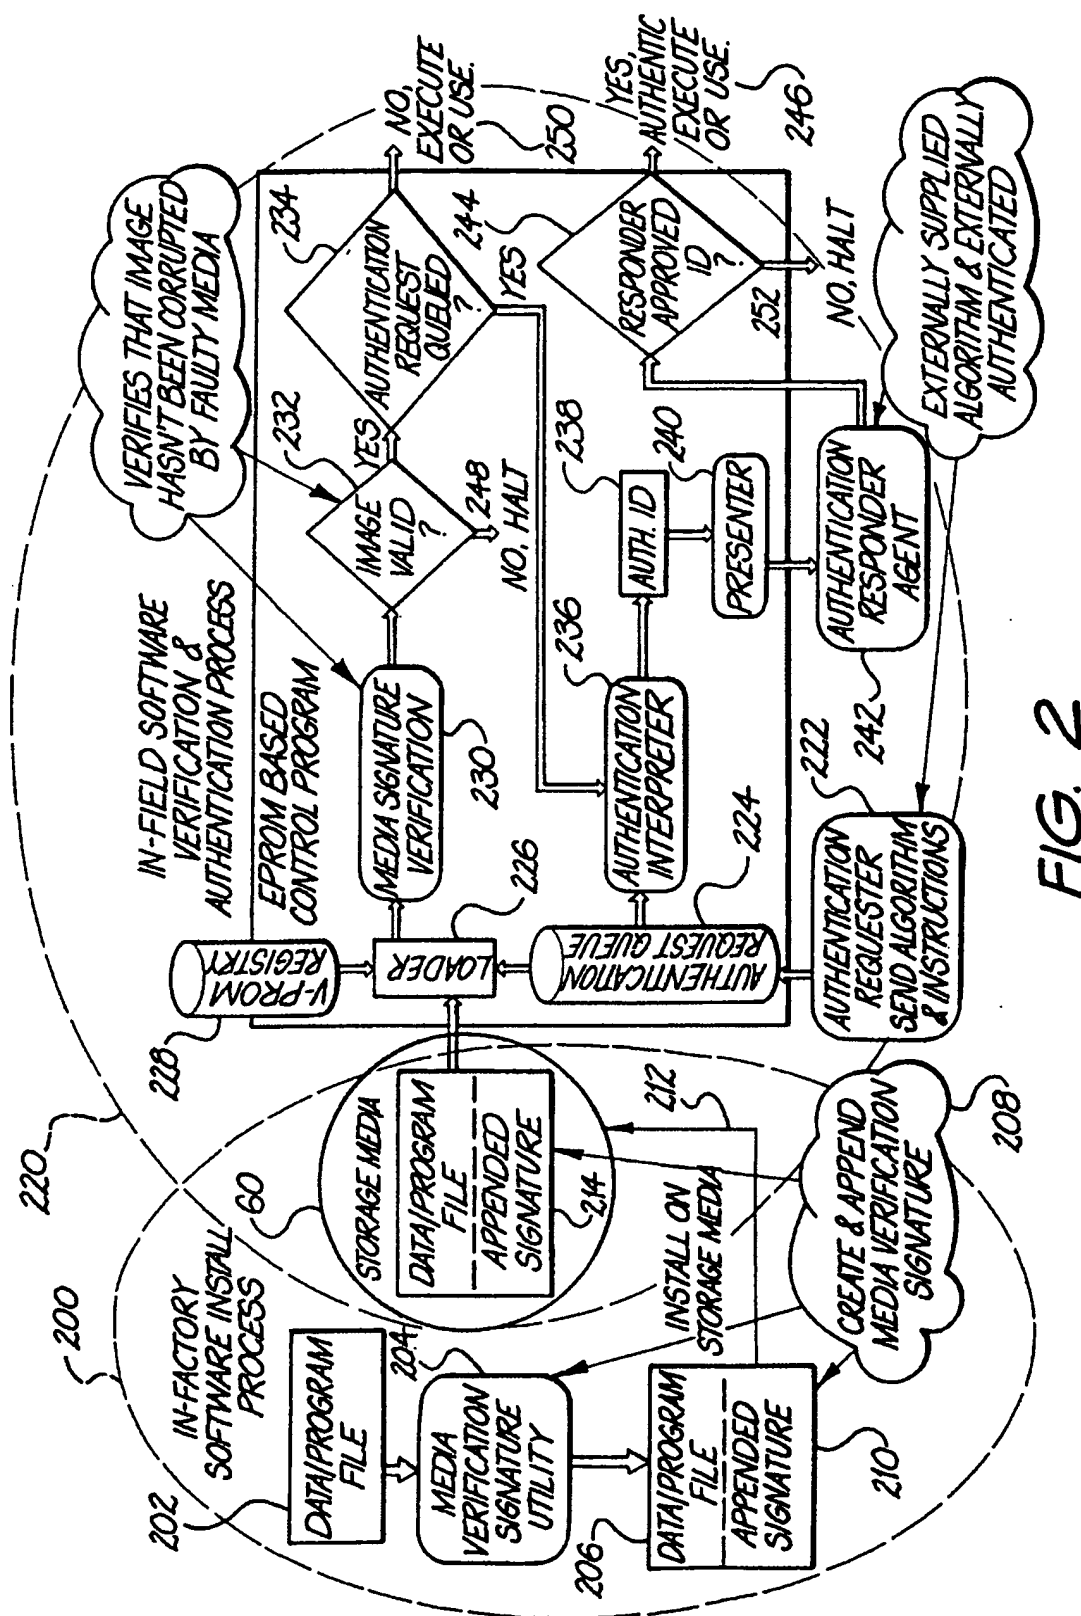 200
IN-FACTORY
SOFTWARE INSTALL
PROCESS
202
DATA/PROGRAM
FILE
204
MEDIA
VERIFICATION
SIGNATURE
UTILITY
206
DATA/PROGRAM
FILE
APPENDED
SIGNATURE
210
INSTALL ON
STORAGE MEDIA
212
CREATE & APPEND
MEDIA VERIFICATION
SIGNATURE
208
60
STORAGE MEDIA
DATA/PROGRAM
FILE
APPENDED
SIGNATURE
214
220
IN-FIELD SOFTWARE
VERIFICATION &
AUTHENTICATION PROCESS
EPROM BASED
CONTROL PROGRAM
228
V-PROM
REGISTRY
LOADER
226
AUTHENTICATION
REQUEST QUEUE
224
AUTHENTICATION
REQUESTER
SEND ALGORITHM
& INSTRUCTIONS
222
MEDIA SIGNATURE
VERIFICATION
230
VERIFIES THAT IMAGE
HASN'T BEEN CORRUPTED
BY FAULTY MEDIA
IMAGE
VALID
?
232
YES
248
NO, HALT
AUTHENTICATION
REQUEST
QUEUED
?
234
NO,
EXECUTE
OR USE.
250
YES
AUTHENTICATION
INTERPRETER
236
AUTH. ID
238
PRESENTER
240
AUTHENTICATION
RESPONDER
AGENT
242
RESPONDER
APPROVED
ID
?
244
YES,
AUTHENTIC
EXECUTE
OR USE.
246
252
NO, HALT
EXTERNALLY SUPPLIED
ALGORITHM & EXTERNALLY
AUTHENTICATED
FIG. 2